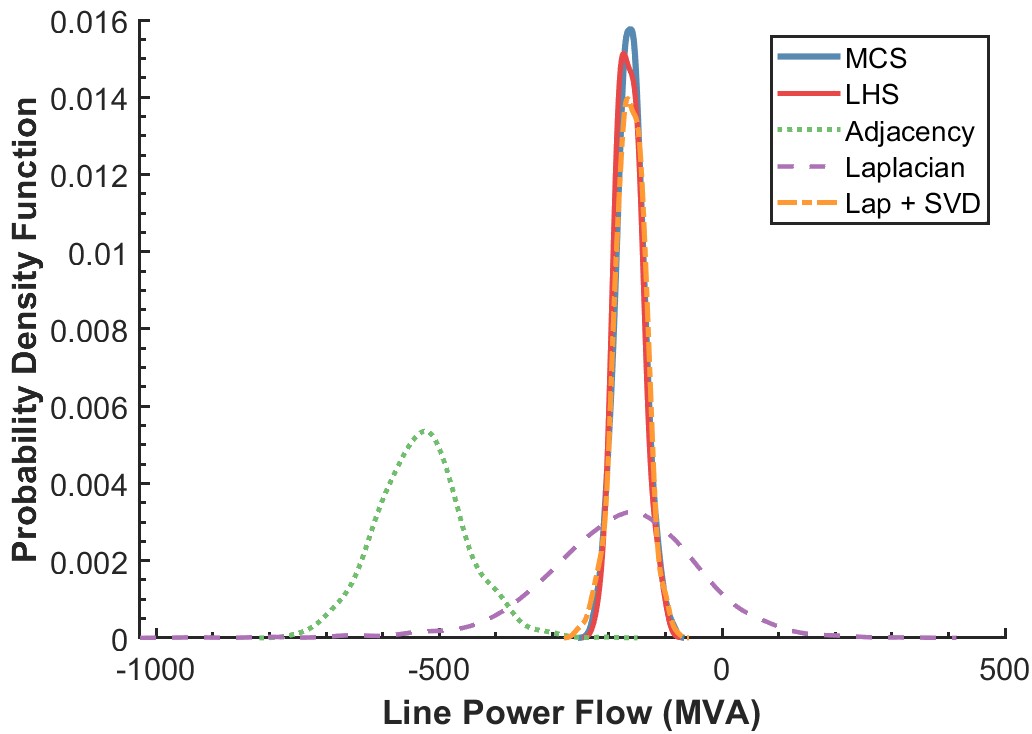 0.016
0.014
0.012
0.01
0.008
0.006
0.004
0.002
0
Probability Density Function
MCS
LHS
Adjacency
Laplacian
Lap + SVD
-1000
-500
0
500
Line Power Flow (MVA)